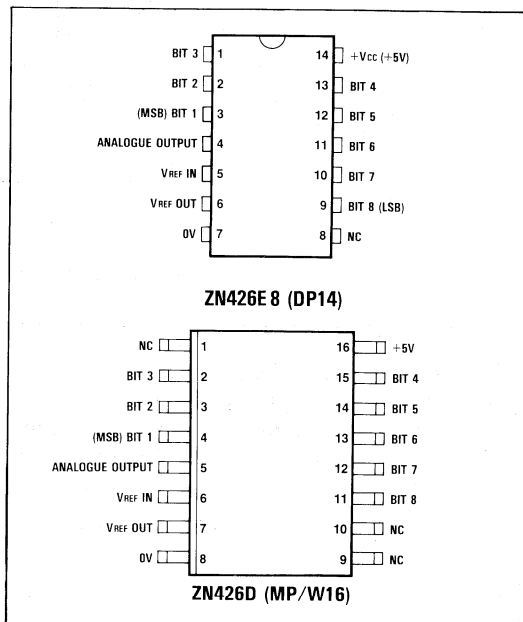 BIT 3 1 14 +VCC (+5V)
BIT 2 2 13 BIT 4
(MSB) BIT 1 3 12 BIT 5
ANALOGUE OUTPUT 4 11 BIT 6
VREF IN 5 10 BIT 7
VREF OUT 6 9 BIT 8 (LSB)
0V 7 8 NC
ZN426E 8 (DP14)
NC 1 16 +5V
BIT 3 2 15 BIT 4
BIT 2 3 14 BIT 5
(MSB) BIT 1 4 13 BIT 6
ANALOGUE OUTPUT 5 12 BIT 7
VREF IN 6 11 BIT 8
VREF OUT 7 10 NC
0V 8 9 NC
ZN426D (MP/W16)